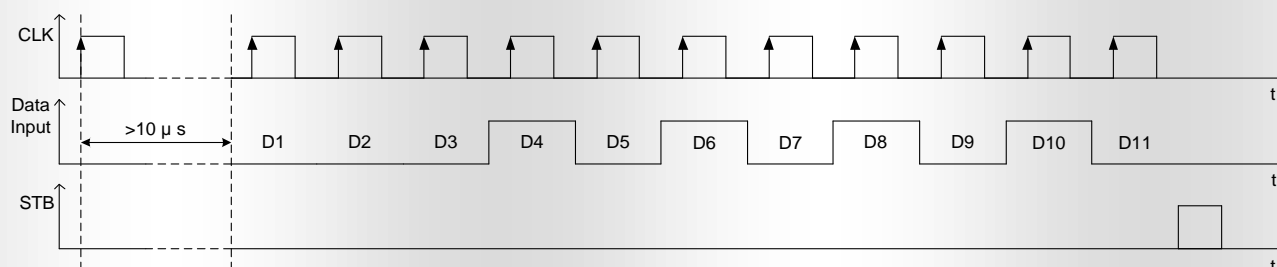 CLK
t
Data
Input
>10 μ s
D1 D2 D3 D4 D5 D6 D7 D8 D9 D10 D11
t
STB
t